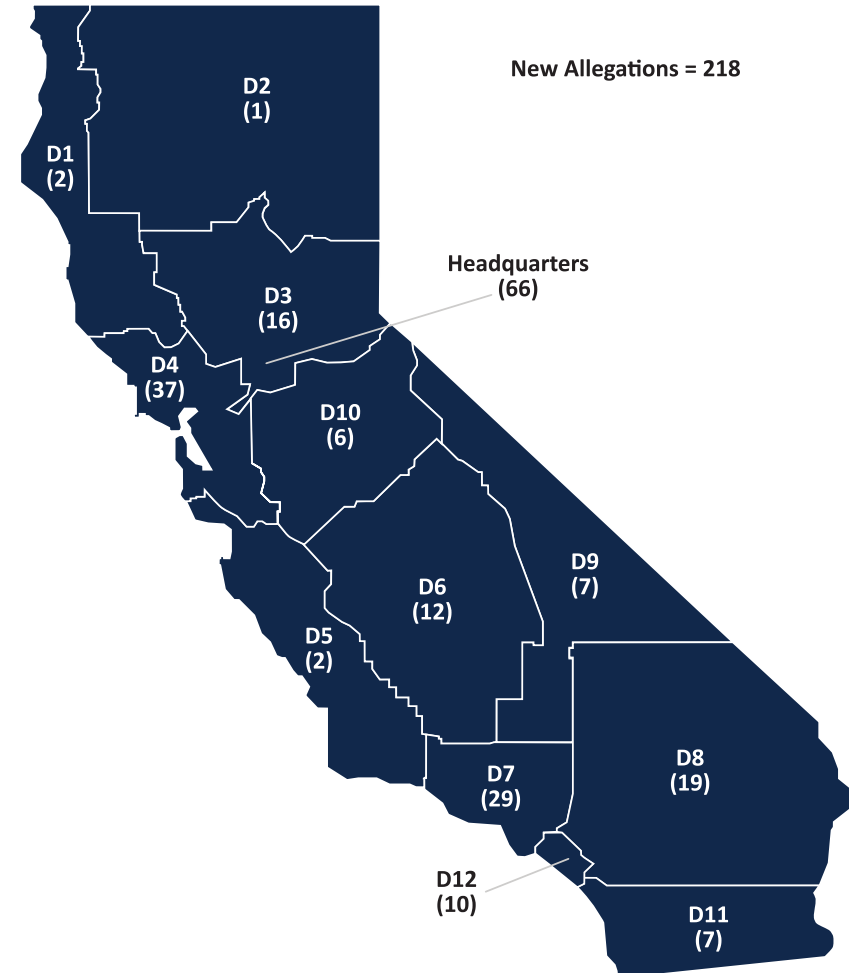 New Allegations = 218
D2
(1)
D1
(2)
Headquarters
(66)
D3
(16)
D4
(37)
D10
(6)
D9
(7)
D6
(12)
D5
(2)
D8
(19)
D7
(29)
D12
(10)
D11
(7)